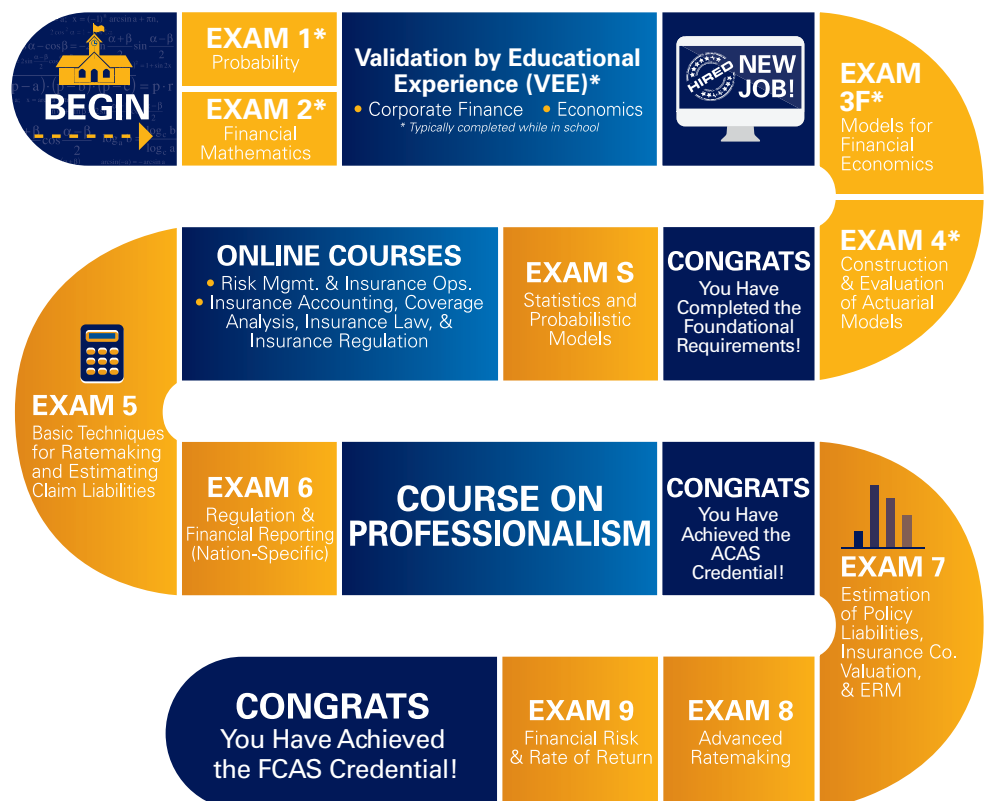 BEGIN
EXAM 1*
Probability
EXAM 2*
Financial
Mathematics
Validation by Educational
Experience (VEE)*
• Corporate Finance • Economics
* Typically completed while in school
HIRED
NEW
JOB!
EXAM
3F*
Models for
Financial
Economics
EXAM 4*
Construction
& Evaluation
of Actuarial
Models
CONGRATS
You Have
Completed the
Foundational
Requirements!
EXAM S
Statistics and
Probabilistic
Models
ONLINE COURSES
• Risk Mgmt. & Insurance Ops.
• Insurance Accounting, Coverage
Analysis, Insurance Law, &
Insurance Regulation
EXAM 5
Basic Techniques
for Ratemaking
and Estimating
Claim Liabilities
EXAM 6
Regulation &
Financial Reporting
(Nation-Specific)
COURSE ON
PROFESSIONALISM
CONGRATS
You Have
Achieved the
ACAS
Credential!
EXAM 7
Estimation
of Policy
Liabilities,
Insurance Co.
Valuation,
& ERM
EXAM 8
Advanced
Ratemaking
EXAM 9
Financial Risk
& Rate of Return
CONGRATS
You Have Achieved
the FCAS Credential!